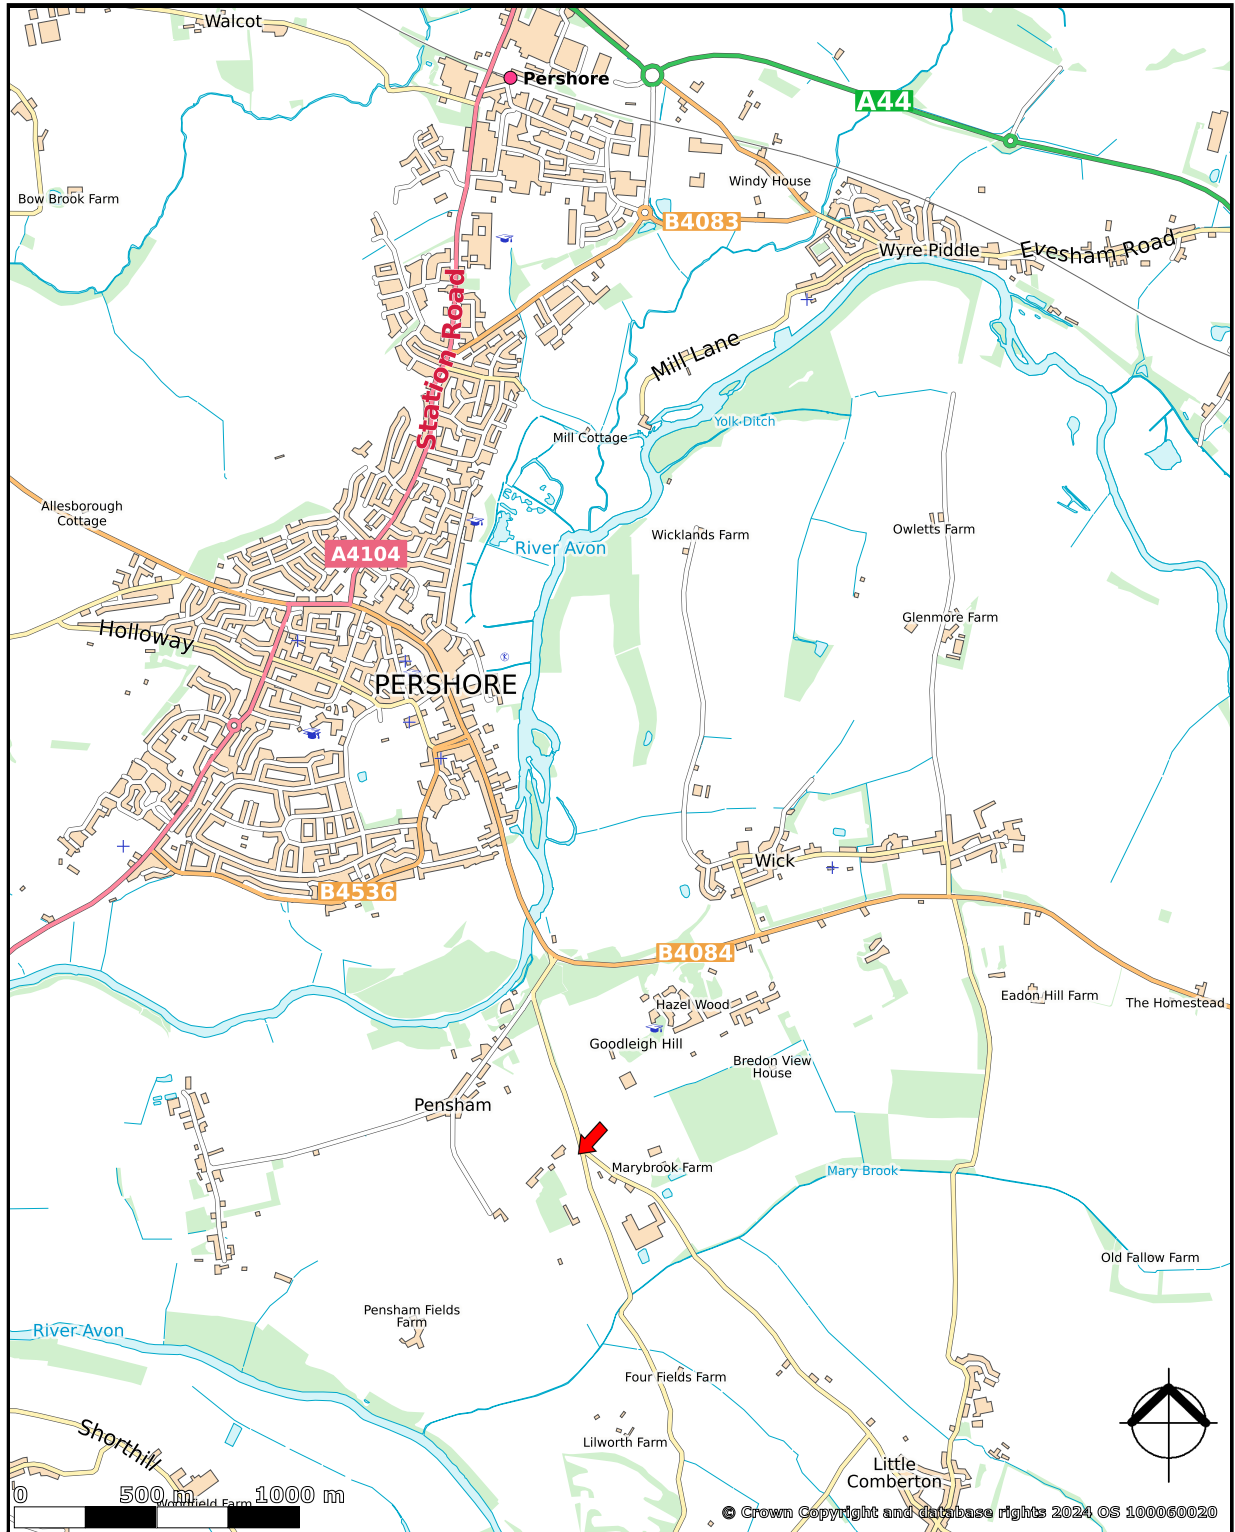 Walcot
Pershore
A44
Bow Brook Farm
Windy House
B4083
Wyre Piddle
Evesham Road
Station Road
Mill Lane
Yolk Ditch
Mill Cottage
Allesborough
Cottage
River Avon
Wicklands Farm
Owletts Farm
A4104
Glenmore Farm
Holloway
PERSHORE
Wick
B4536
B4084
Eadon Hill Farm
The Homestead
Hazel Wood
Goodleigh Hill
Bredon View
House
Pensham
Marybrook Farm
Mary Brook
Old Fallow Farm
Pensham Fields
Farm
River Avon
Four Fields Farm
Shorthill
Lilworth Farm
Little
Comberton
0 500 m 1000 m
Woodfield Farm
© Crown Copyright and database rights 2024 OS 100060020